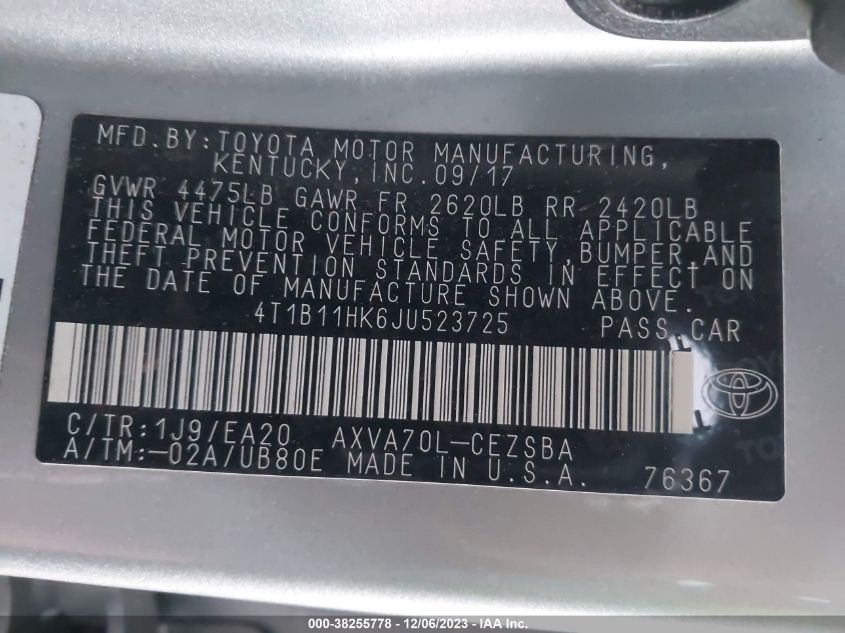 MFD.BY:TOYOTA MOTOR MANUFACTURING,
KENTUCKY,INC.09/17
GVWR 4475LB GAWR FR 2620LB RR 2420LB
THIS VEHICLE CONFORMS TO ALL APPLICABLE
FEDERAL MOTOR VEHICLE SAFETY,BUMPER,AND
THEFT PREVENTION STANDARDS IN EFFECT ON
THE DATE OF MANUFACTURE SHOWN ABOVE.
4T1B11HK6JU523725 PASS.CAR
C/TR:1J9/EA20 AXVA70L-CEZSBA
A/TM:-02A/UB80E MADE IN U.S.A. 76367
000-38255778 - 12/06/2023 - IAA Inc.